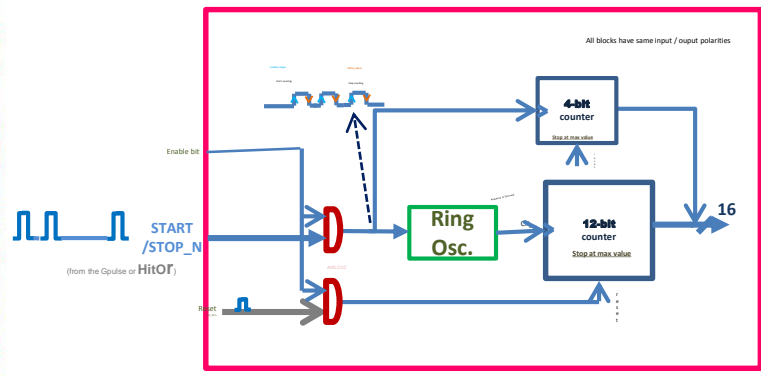 All blocks have same input / ouput polarities
4-bit
counter
Stop at max value
Enable bit
START
/STOP_N
(from the Gpulse or HitOr)
Ring
Osc.
12-bit
counter
Stop at max value
16
Reset
reset